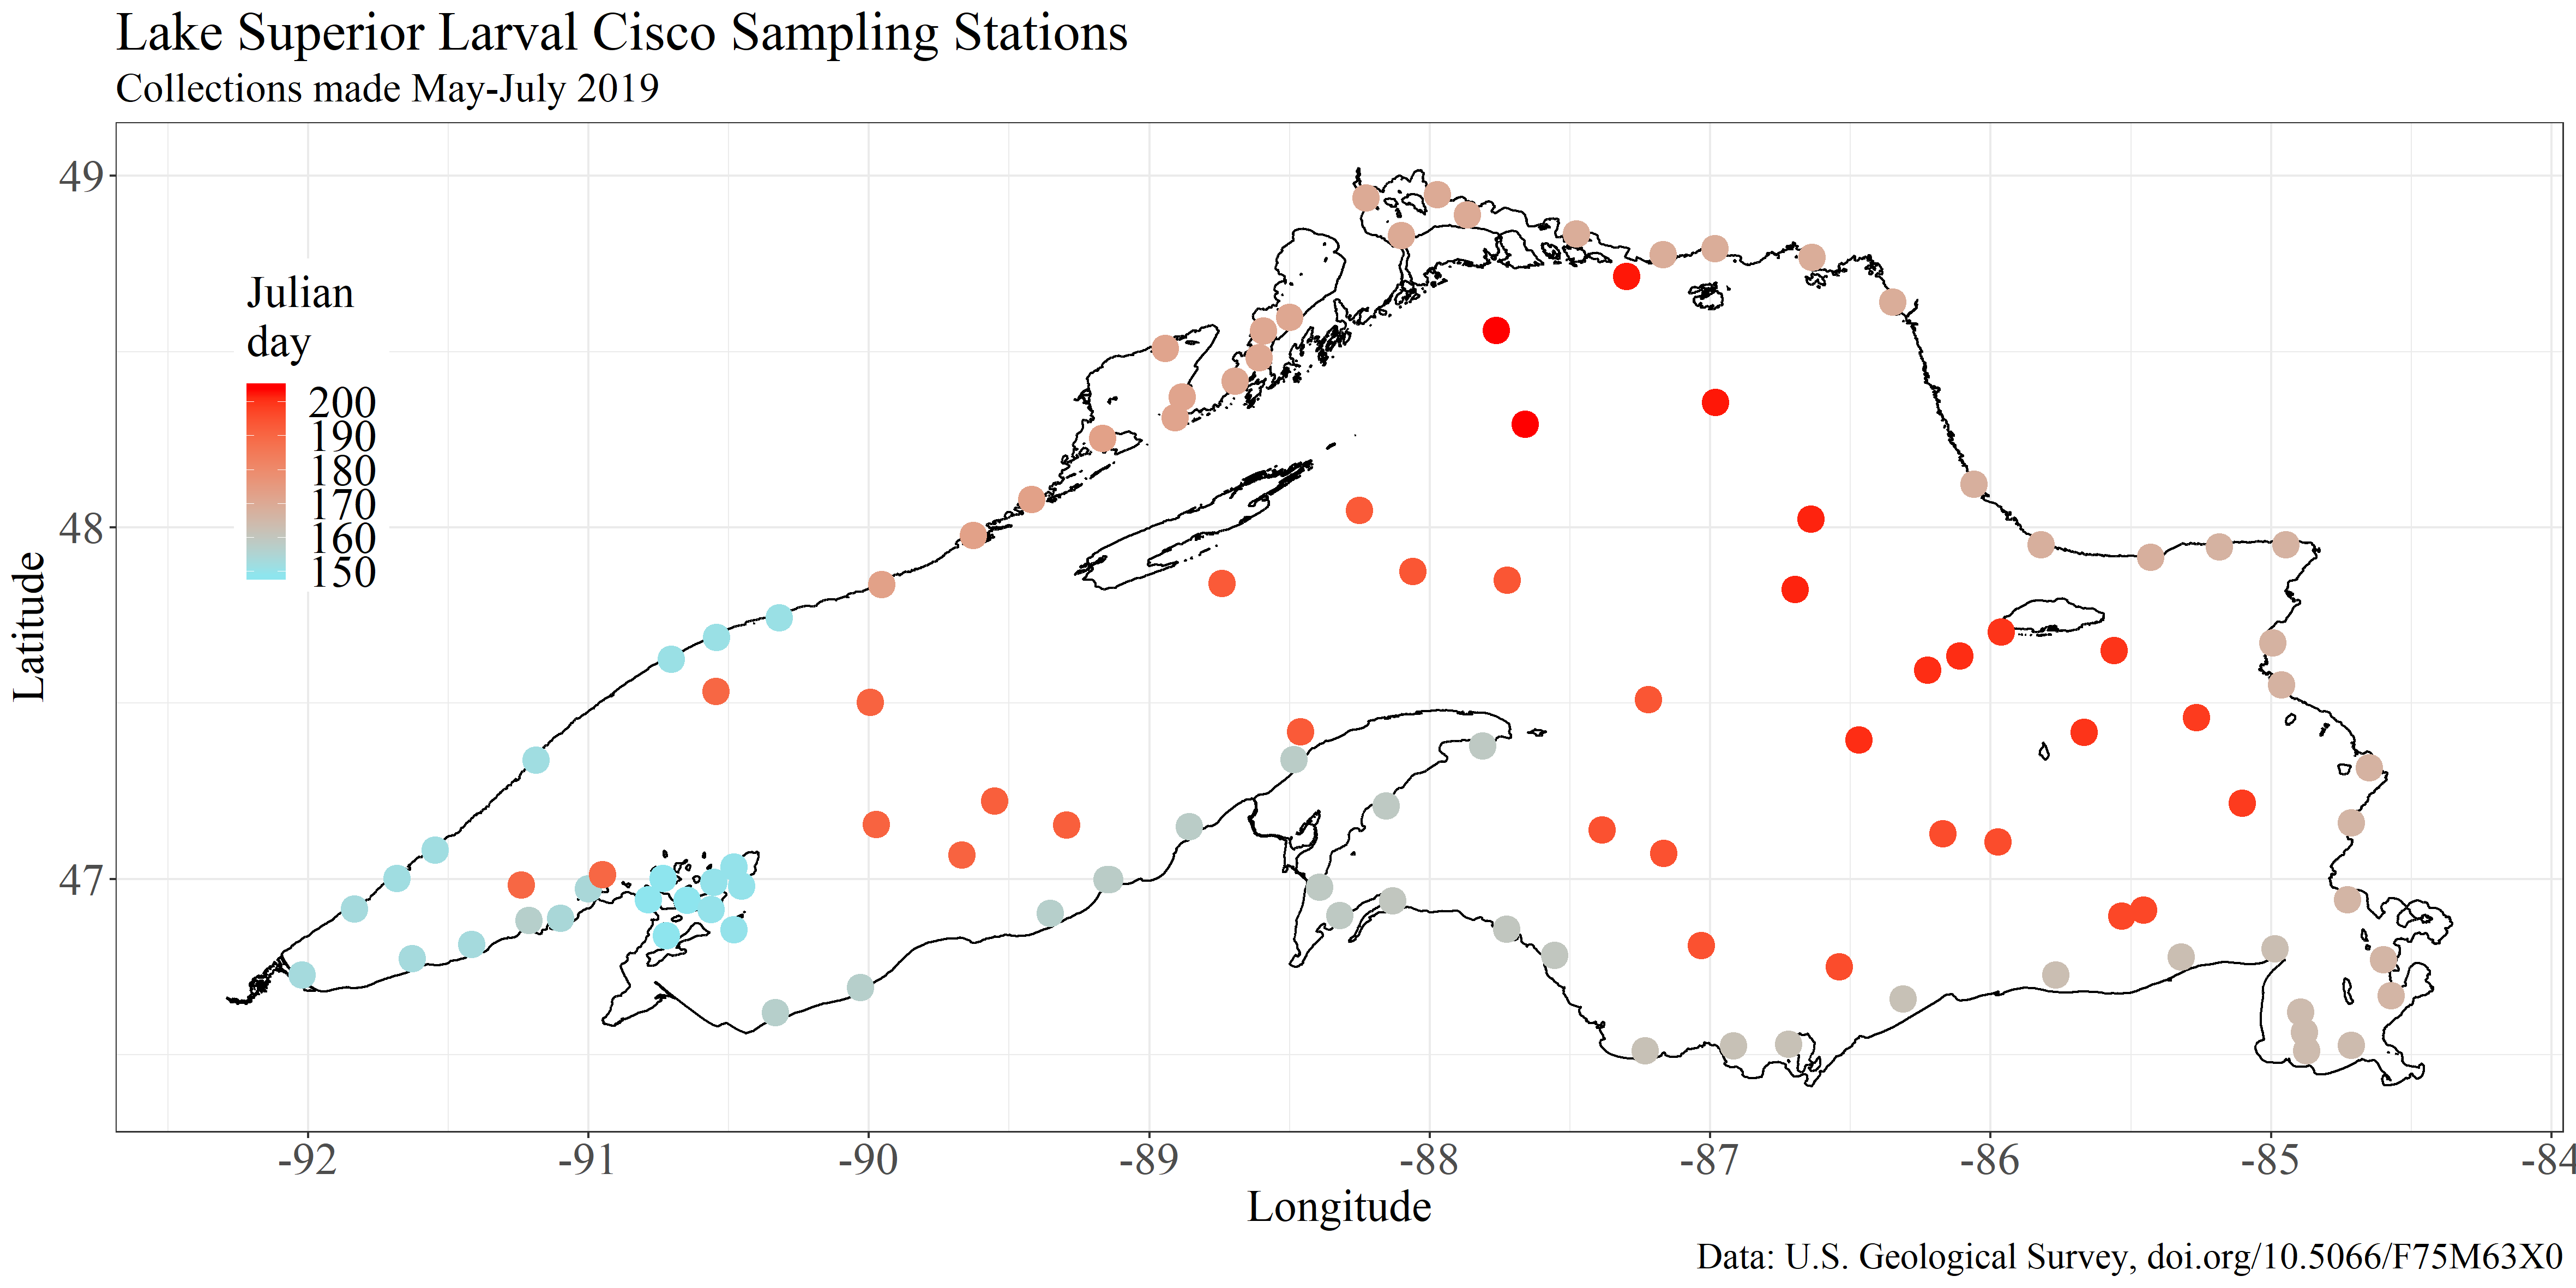 Lake Superior Larval Cisco Sampling Stations
Collections made May-July 2019
49
48
47
Latitude
Julian
day
200
190
180
170
160
150
-92
-91
-90
-89
-88
-87
-86
-85
-84
Longitude
Data: U.S. Geological Survey, doi.org/10.5066/F75M63X0